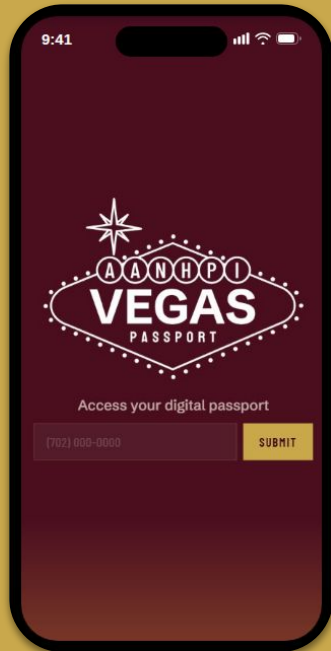 9:41
AANHPI
VEGAS
PASSPORT
Access your digital passport
(702) 000-0000
SUBMIT